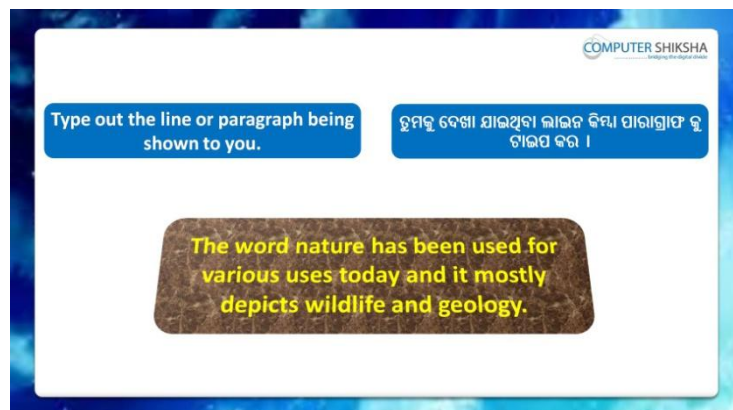 COMPUTER SHIKSHA
bridging the digital divide
Type out the line or paragraph being
shown to you.
ତୁମକୁ ଦେଖା ଯାଇଥିବା ଲାଇନ କିମ୍ବା ପାରାଗ୍ରାଫ କୁ
ଟାଇପ କର ।
The word nature has been used for
various uses today and it mostly
depicts wildlife and geology.